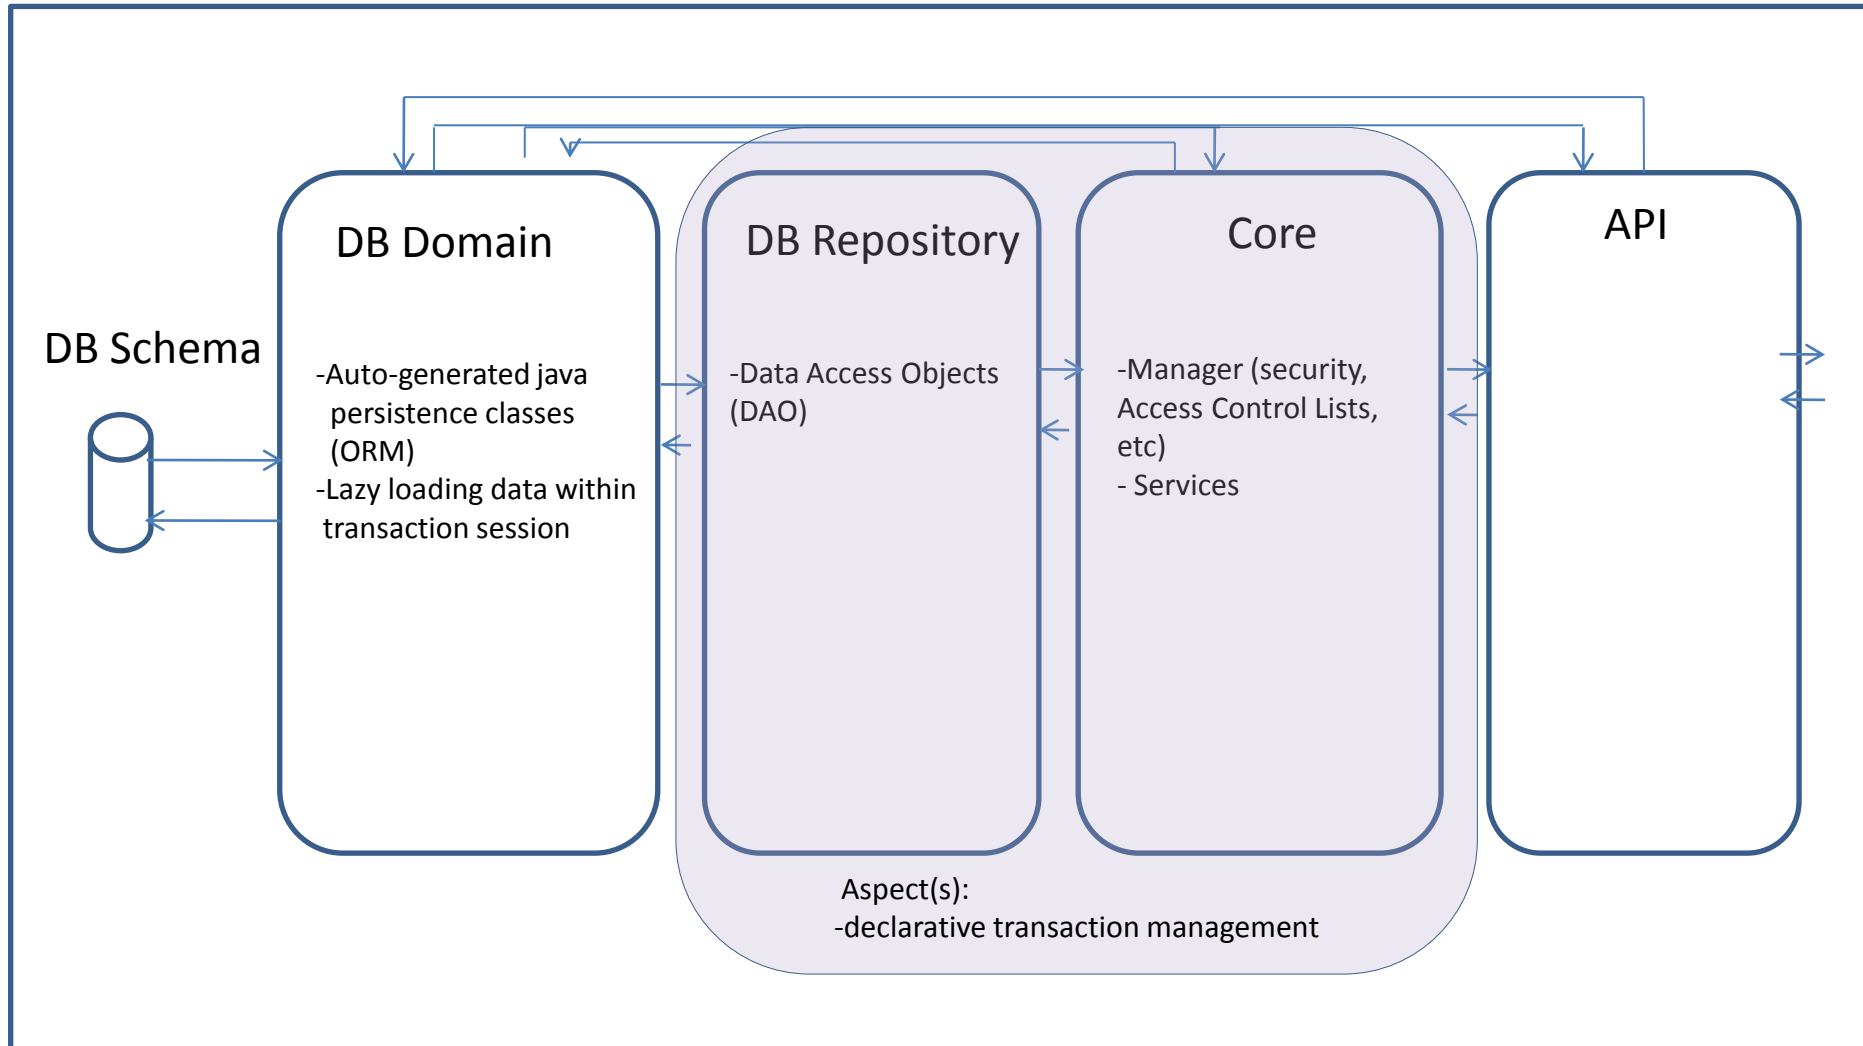 DB Schema
DB Domain
-Auto-generated java
persistence classes
(ORM)
-Lazy loading data within
transaction session
DB Repository
-Data Access Objects
(DAO)
Core
-Manager (security,
Access Control Lists,
etc)
- Services
API
Aspect(s):
-declarative transaction management